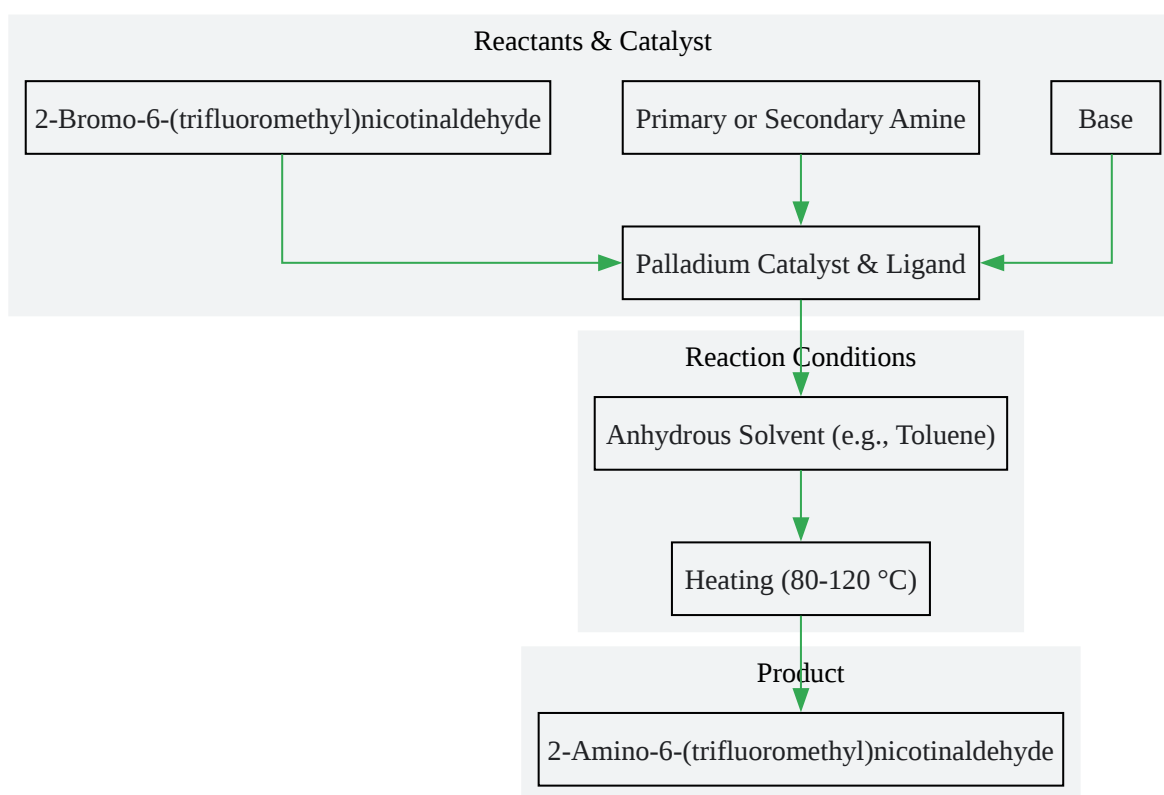 Reactants & Catalyst
2-Bromo-6-(trifluoromethyl)nicotinaldehyde
Primary or Secondary Amine
Base
Palladium Catalyst & Ligand
Reaction Conditions
Anhydrous Solvent (e.g., Toluene)
Heating (80-120 °C)
Product
2-Amino-6-(trifluoromethyl)nicotinaldehyde